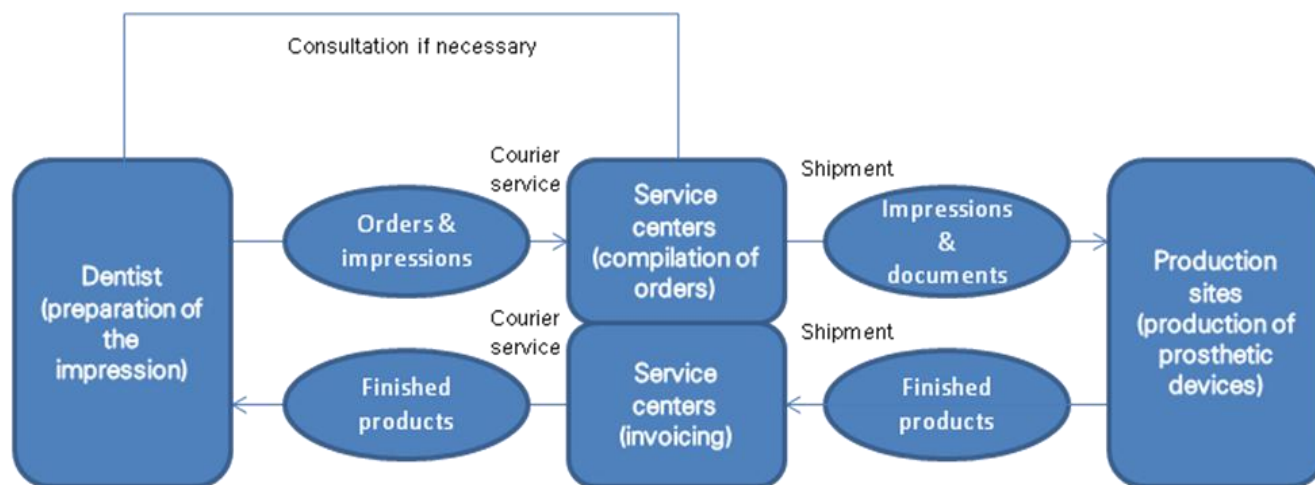 Consultation if necessary
Courier
service
Shipment
Dentist
(preparation of
the
impression)
Orders &
impressions
Service
centers
(compilation of
orders)
Impressions
&
documents
Production
sites
(production of
prosthetic
devices)
Courier
service
Shipment
Finished
products
Service
centers
(invoicing)
Finished
products